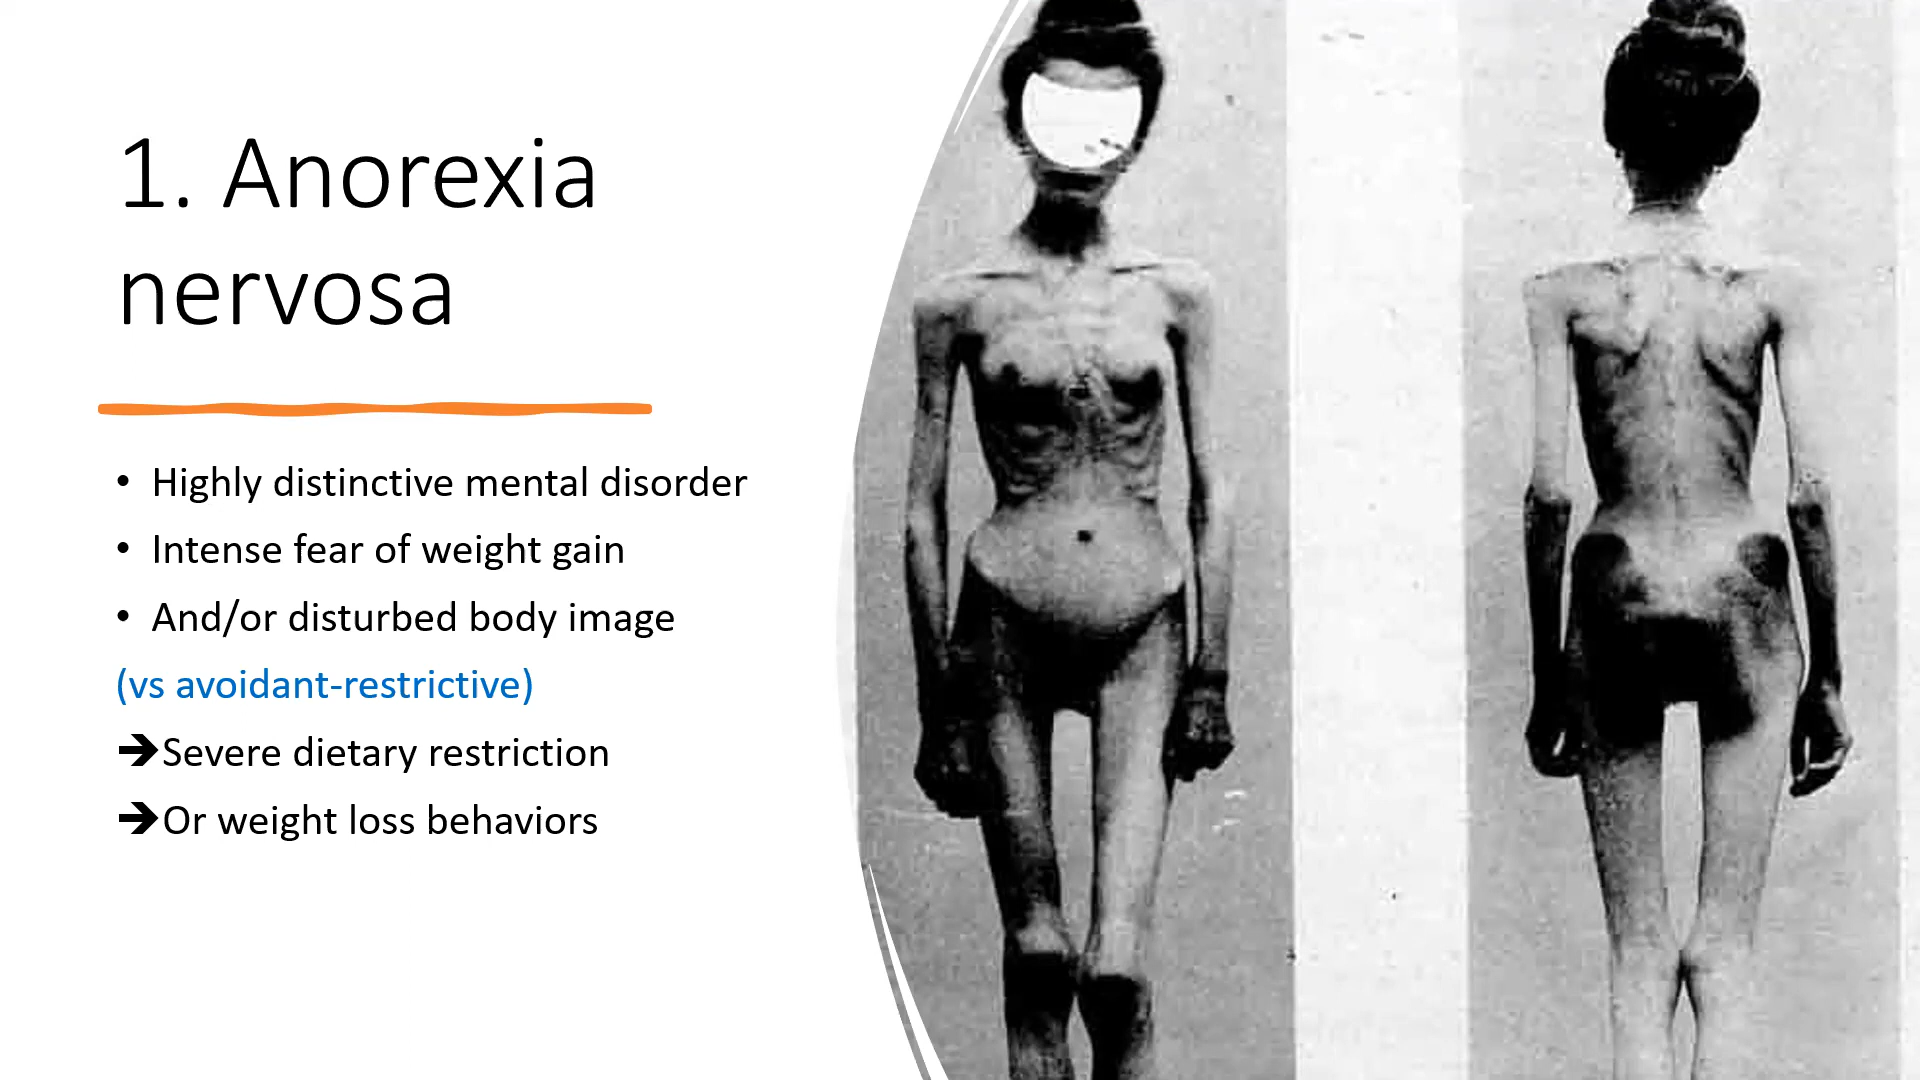 1. Anorexia
nervosa
• Highly distinctive mental disorder
• Intense fear of weight gain
• And/or disturbed body image
(vs avoidant-restrictive)
➔Severe dietary restriction
➔Or weight loss behaviors